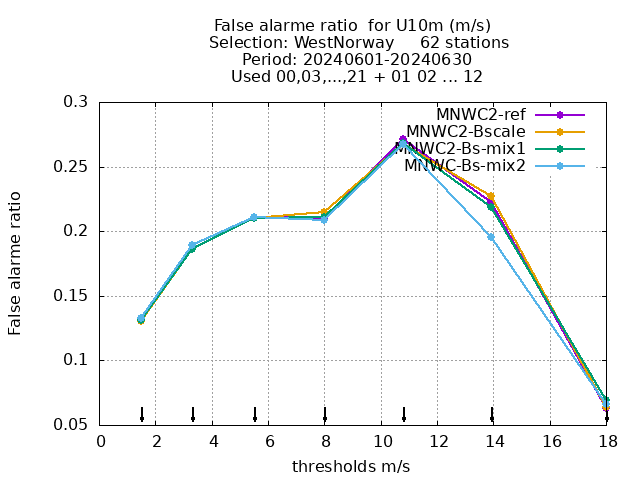 False alarme ratio  for U10m (m/s)
Selection: WestNorway     62 stations
Period: 20240601-20240630
Used 00,03,...,21 + 01 02 ... 12
0.3
0.25
0.2
0.15
0.1
0.05
False alarme ratio
MNWC2-ref
MNWC2-Bscale
MNWC2-Bs-mix1
MNWC-Bs-mix2
0 2 4 6 8 10 12 14 16 18
thresholds m/s